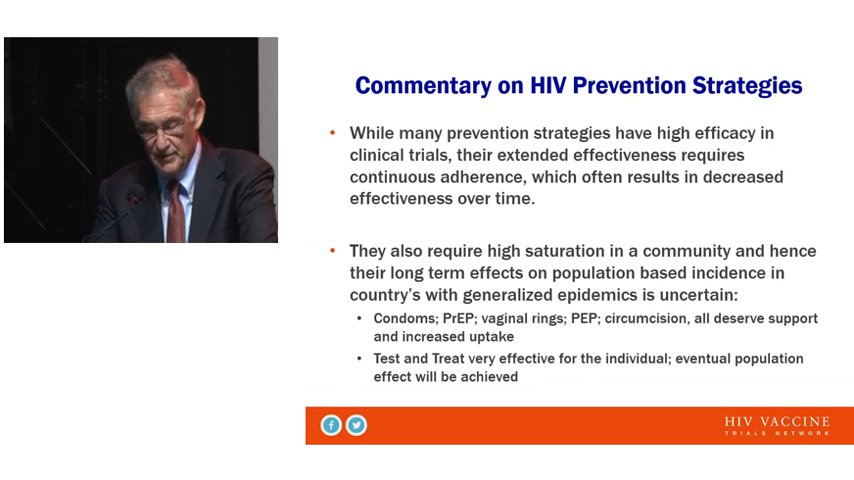 Commentary on HIV Prevention Strategies
• While many prevention strategies have high efficacy in
clinical trials, their extended effectiveness requires
continuous adherence, which often results in decreased
effectiveness over time.
• They also require high saturation in a community and hence
their long term effects on population based incidence in
country's with generalized epidemics is uncertain:
• Condoms; PrEP; vaginal rings; PEP; circumcision, all deserve support
and increased uptake
• Test and Treat very effective for the individual; eventual population
effect will be achieved
HIV VACCINE
TRIALS NETWORK